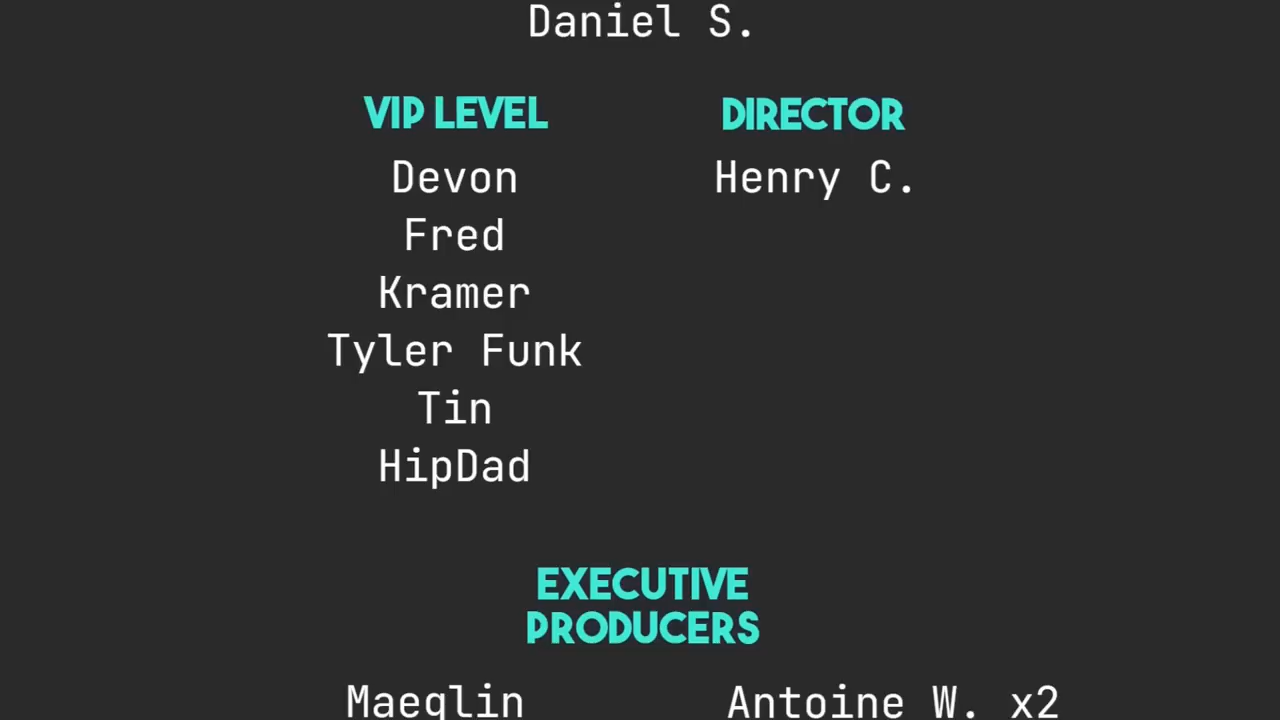 Daniel S.
VIP LEVEL
Devon
Fred
Kramer
Tyler Funk
Tin
HipDad
DIRECTOR
Henry C.
EXECUTIVE
PRODUCERS
Maeglin
Antoine W. x2